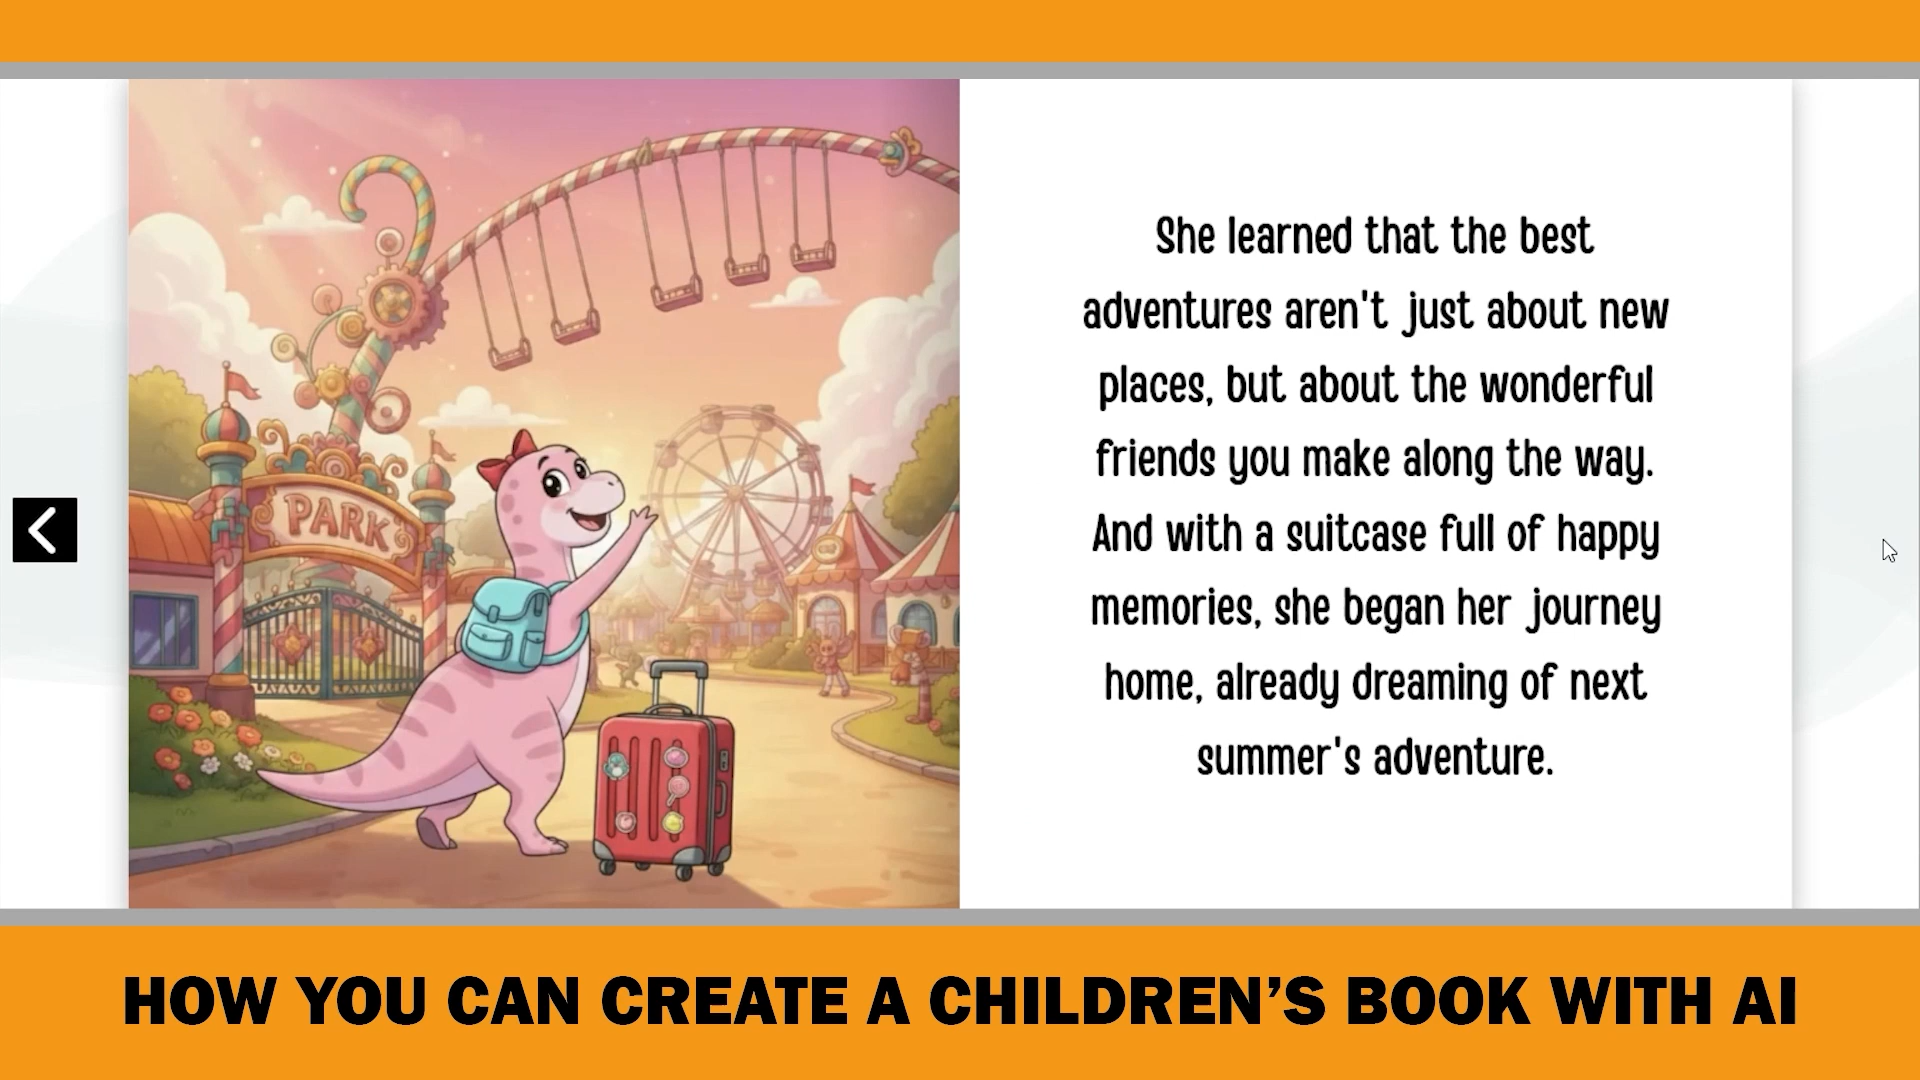 PARK
She learned that the best
adventures aren't just about new
places, but about the wonderful
friends you make along the way.
And with a suitcase full of happy
memories, she began her journey
home, already dreaming of next
summer's adventure.
HOW YOU CAN CREATE A CHILDREN’S BOOK WITH AI